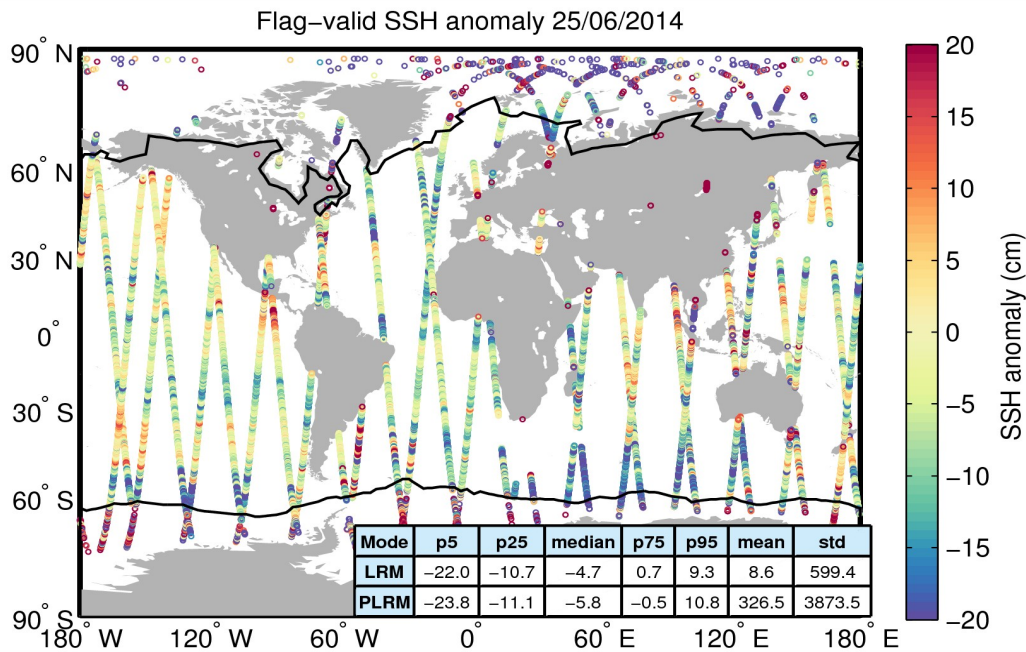 Flag−valid SSH anomaly 25/06/2014
90° N
60° N
30° N
0°
30° S
60° S
90° S
180° W
120° W
60° W
0°
60° E
120° E
180° E
Mode p5 p25 median p75 p95 mean std
LRM −22.0 −10.7 −4.7 0.7 9.3 8.6 599.4
PLRM −23.8 −11.1 −5.8 −0.5 10.8 326.5 3873.5
20
15
10
5
0
−5
−10
−15
−20
SSH anomaly (cm)